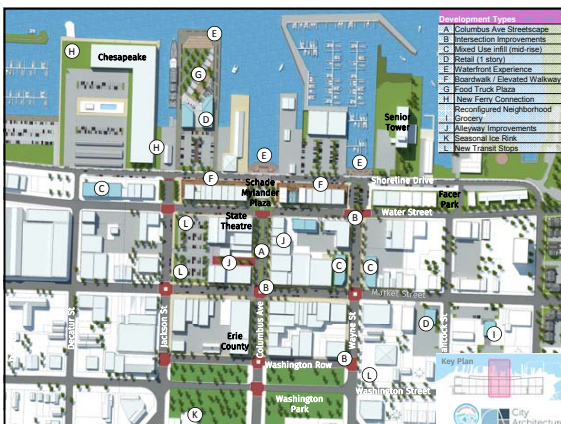 Development Types
A Columbus Ave Streetscape
B Intersection Improvements
C Mixed Use infill (mid-rise)
D Retail (1 story)
E Waterfront Experience
F Boardwalk / Elevated Walkway
G Food Truck Plaza
H New Ferry Connection
Reconfigured Neighborhood
I Grocery
J Alleyway Improvements
K Seasonal Ice Rink
L New Transit Stops
E
H
Chesapeake
G
D
Senior
Tower
H
E
E
F
F
Shoreline Drive
C
Schade
Mylander
Plaza
Facer
Park
Water Street
B
State
Theatre
L
J
A
L
J
C
C
B
Market Street
Decatur St
Jackson St
Columbus Ave
Wayne St
Hancock St
D
I
Erie
County
B
Washington Row
L
Key Plan
Washington Street
Washington
Park
K
City
Architecture